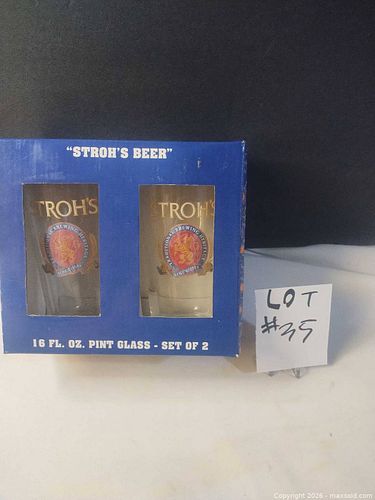 "STROH'S BEER"
STROH'S
STROH'S
16 FL. OZ. PINT GLASS - SET OF 2
LOT
#35
Copyright 2026 - maxsold.com